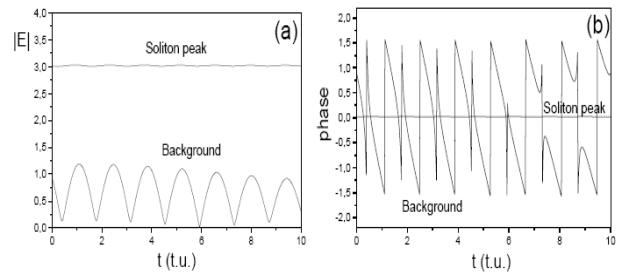 (a)
|E|
4.0
3.5
3.0
2.5
2.0
1.5
1.0
0.5
0,0
Soliton peak
Background
0 2 4 6 8 10
t (t.u.)
(b)
phase
2,0
1,5
1,0
0,5
0,0
-0,5
-1,0
-1,5
-2,0
Soliton peak
Background
0 2 4 6 8 10
t (t.u.)